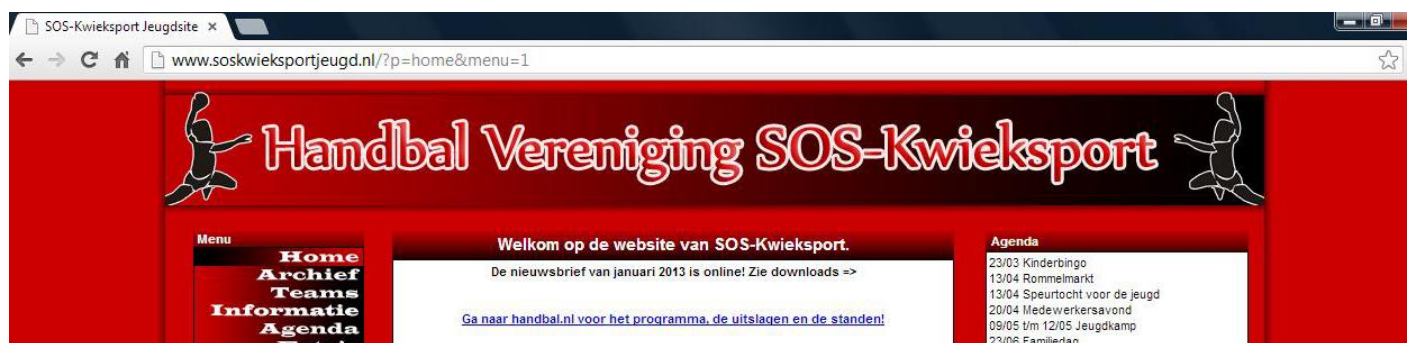 SOS-Kwieksport Jeugdsite
www.soskwieksportjeugd.nl/?p=home&menu=1
Handbal Vereniging SOS-Kwieksport
Menu
Home
Archief
Teams
Informatie
Agenda
Welkom op de website van SOS-Kwieksport.
De nieuwsbrief van januari 2013 is online! Zie downloads =>
Ga naar handbal.nl voor het programma, de uitslagen en de standen!
Agenda
23/03 Kinderbingo
13/04 Rommelmarkt
13/04 Speurtocht voor de jeugd
20/04 Medewerkersavond
09/05 t/m 12/05 Jeugdkamp
23/06 Familiedag